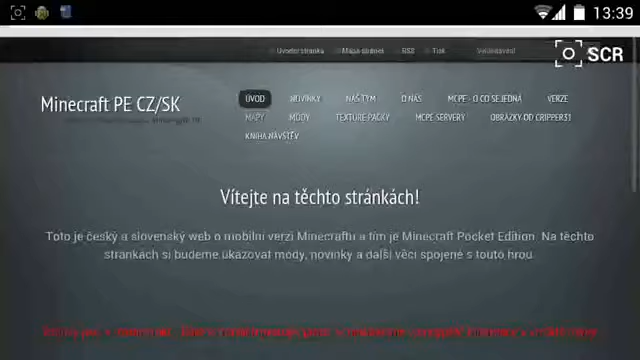 13:39
Úvodní stránka Mapa stránek RSS Tisk
SCR
Minecraft PE CZ/SK
ÚVOD NOVINKY NÁŠ TÝM O NÁS MCPE - O CO SE JEDNÁ VERZE
MAPY MÓDY TEXTURE PACKY MCPE SERVERY OBRÁZKY OD CRIPPER31
KNIHA NÁVŠTĚV
Vítejte na těchto stránkách!
Toto je český a slovenský web o mobilní verzi Minecraftu a tím je Minecraft Pocket Edition. Na těchto
stránkách si budeme ukazovat mody, novinky a další věci spojené s touto hrou.